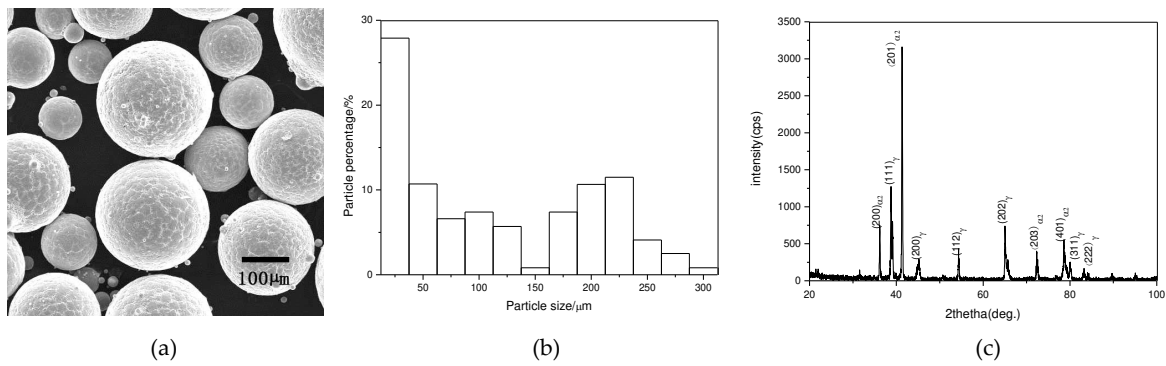 100μm
(a)
30
20
10
0
Particle percentage/%
50 100 150 200 250 300
Particle size/μm
(b)
3500
3000
2500
2000
1500
1000
500
0
intensity(cps)
(200)α2
(111)γ
(201)α2
(200)γ
(112)γ
(202)γ
(203)α2
(401)α2
(311)γ
(222)γ
20 40 60 80 100
2thetha(deg.)
(c)